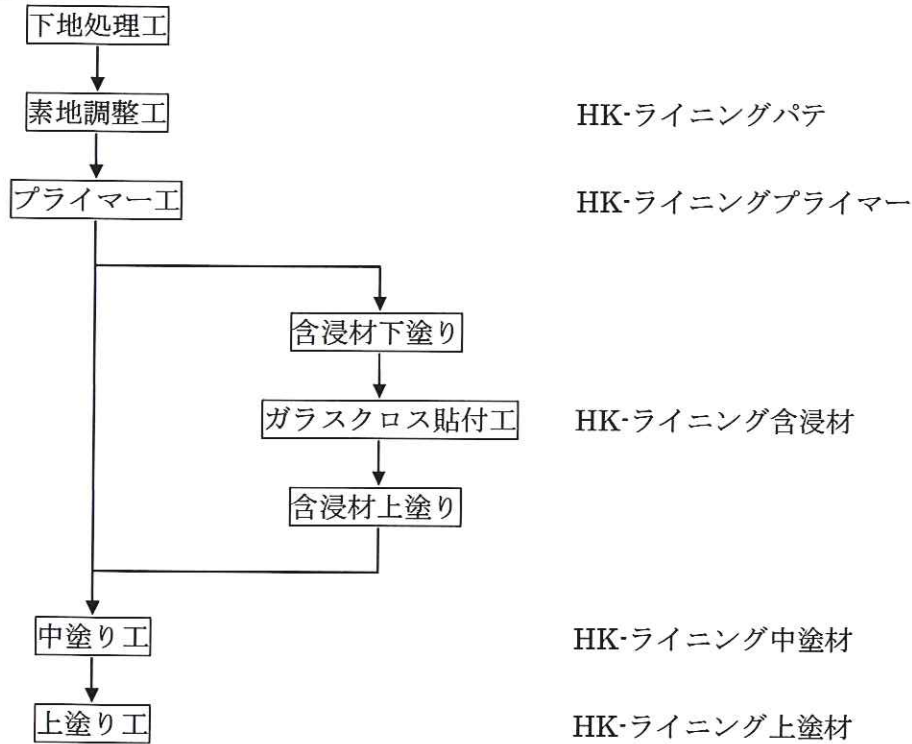 下地処理工
素地調整工 HK-ライニングパテ
プライマー工 HK-ライニングプライマー
含浸材下塗り
ガラスクロス貼付工 HK-ライニング含浸材
含浸材上塗り
中塗り工 HK-ライニング中塗材
上塗り工 HK-ライニング上塗材